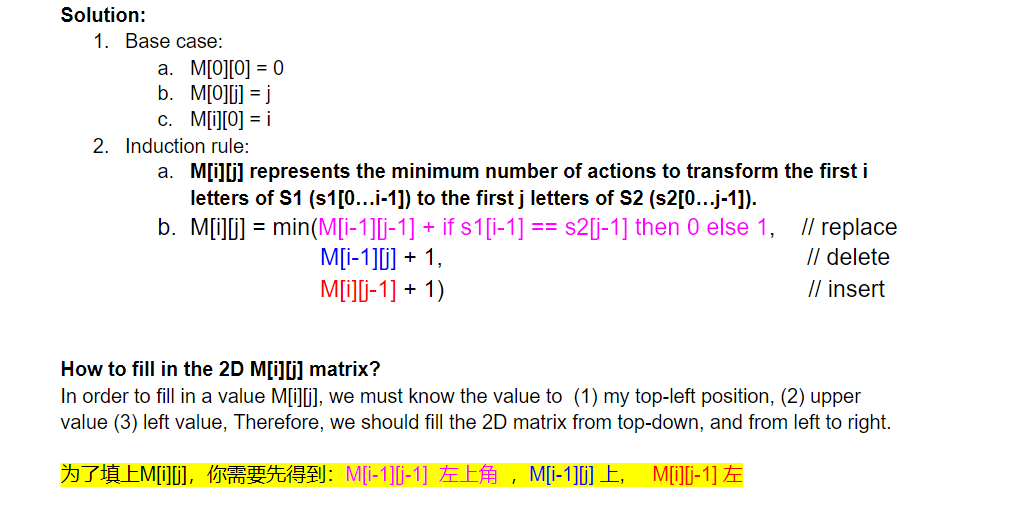 Solution:
1. Base case:
a. M[0][0] = 0
b. M[0][j] = j
c. M[i][0] = i
2. Induction rule:
a. M[i][j] represents the minimum number of actions to transform the first i
letters of S1 (s1[0…i-1]) to the first j letters of S2 (s2[0…j-1]).
b. M[i][j] = min(M[i-1][j-1] + if s1[i-1] == s2[j-1] then 0 else 1, // replace
M[i-1][j] + 1, // delete
M[i][j-1] + 1) // insert
How to fill in the 2D M[i][j] matrix?
In order to fill in a value M[i][j], we must know the value to (1) my top-left position, (2) upper
value (3) left value, Therefore, we should fill the 2D matrix from top-down, and from left to right.
为了填上M[i][j]，你需要先得到：M[i-1][j-1] 左上角 ，M[i-1][j] 上， M[i][j-1] 左